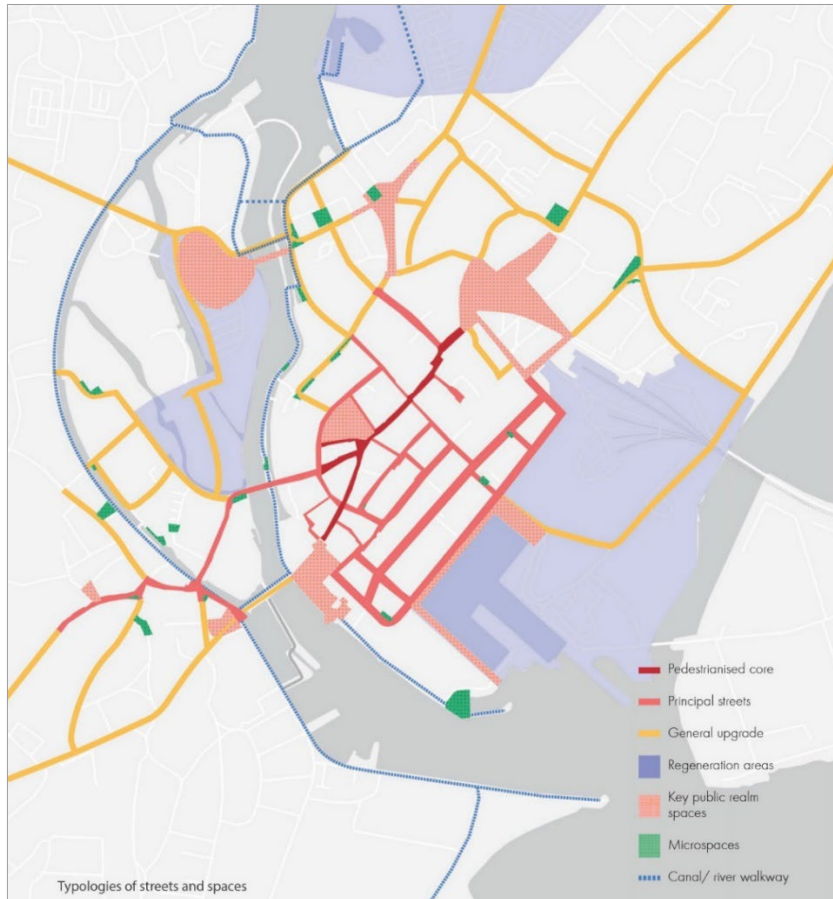 Pedestrianised core
Principal streets
General upgrade
Regeneration areas
Key public realm
spaces
Microspaces
Canal/ river walkway
Typologies of streets and spaces